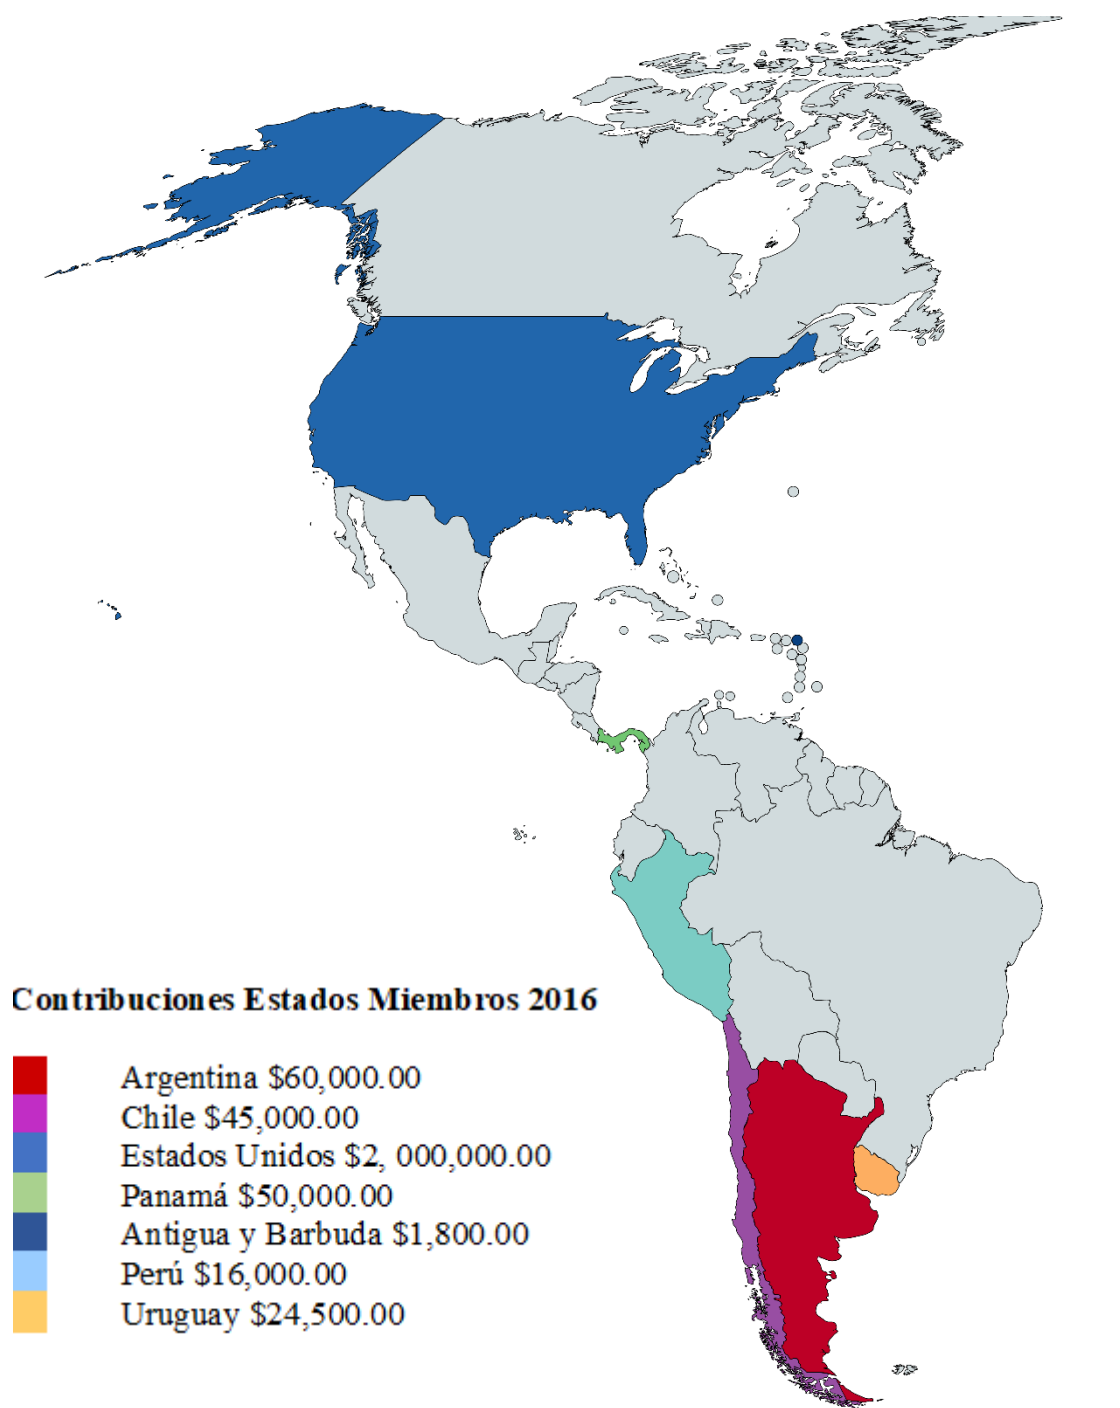 Contribuciones Estados Miembros 2016
Argentina $60,000.00
Chile $45,000.00
Estados Unidos $2, 000,000.00
Panamá $50,000.00
Antigua y Barbuda $1,800.00
Perú $16,000.00
Uruguay $24,500.00